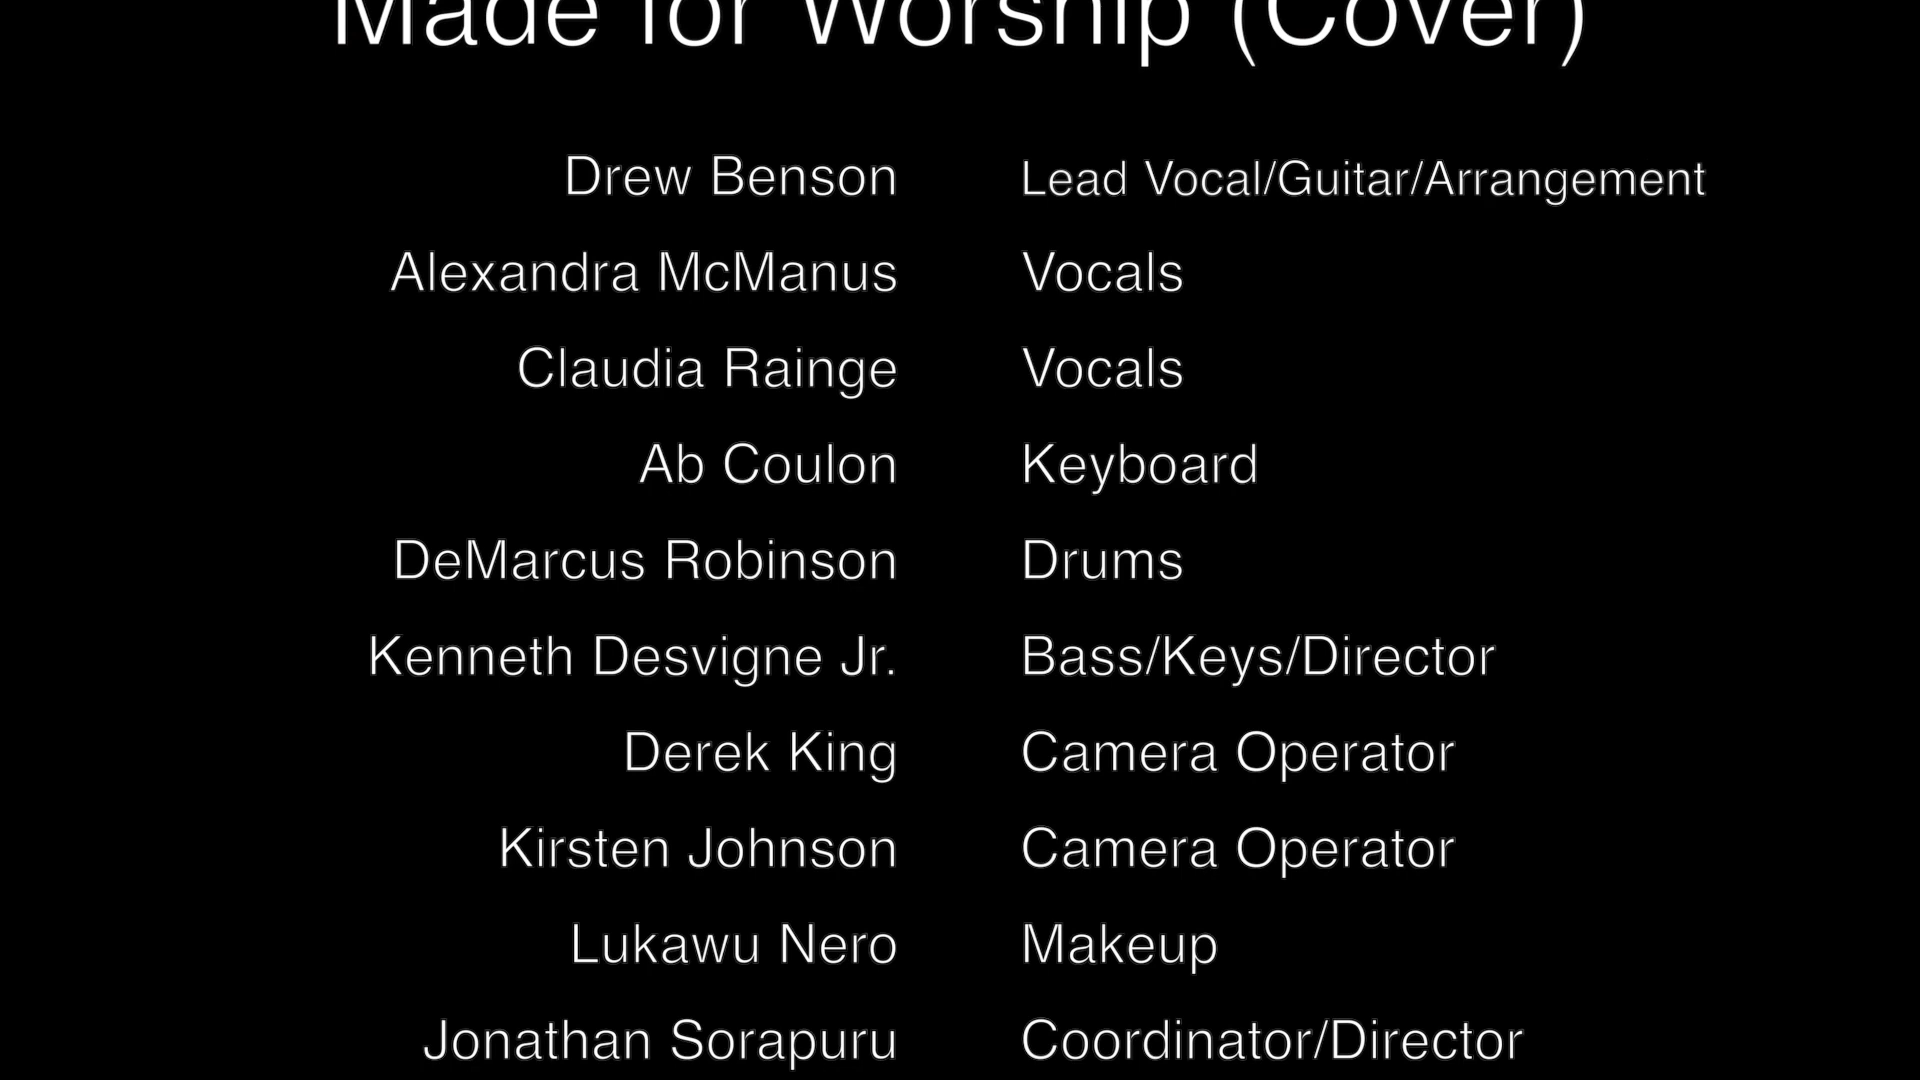 Made for Worship (Cover)
Drew Benson Lead Vocal/Guitar/Arrangement
Alexandra McManus Vocals
Claudia Rainge Vocals
Ab Coulon Keyboard
DeMarcus Robinson Drums
Kenneth Desvigne Jr. Bass/Keys/Director
Derek King Camera Operator
Kirsten Johnson Camera Operator
Lukawu Nero Makeup
Jonathan Sorapuru Coordinator/Director